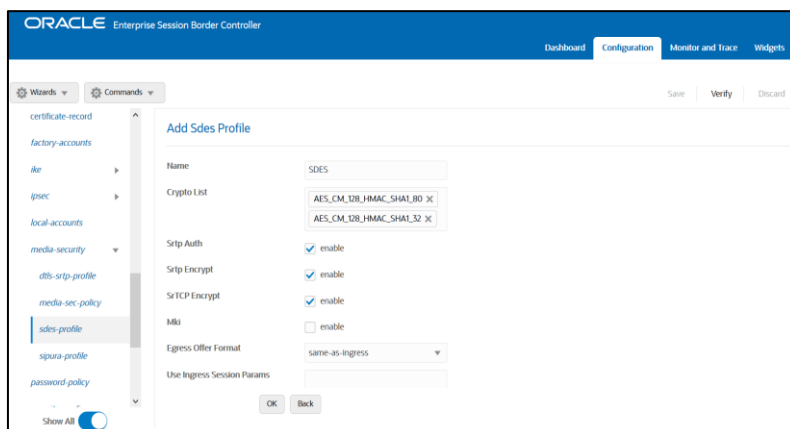 ORACLE Enterprise Session Border Controller
Dashboard Configuration Monitor and Trace Widgets
Wizards Commands Save Verify Discard
certificate-record
factory-accounts
ike
ipsec
local-accounts
media-security
dtls-srtp-profile
media-sec-policy
sdes-profile
sipura-profile
password-policy
Show All
Add Sdes Profile
Name SDES
Crypto List AES_CM_128_HMAC_SHA1_80 X
AES_CM_128_HMAC_SHA1_32 X
Srtp Auth enable
Srtp Encrypt enable
SrTCP Encrypt enable
Mki enable
Egress Offer Format same-as-ingress
Use Ingress Session Params
OK Back